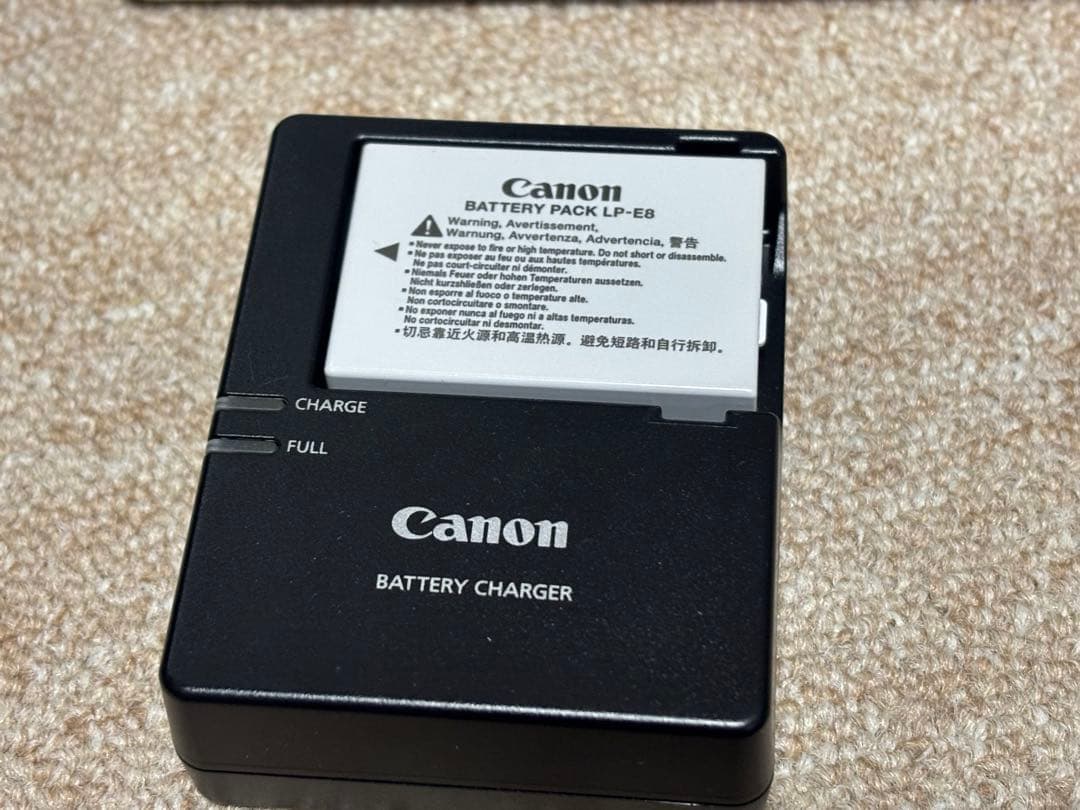 Canon
BATTERY PACK LP-E8
Warning, Avertissement,
Warnung, Avvertenza, Advertencia, 警告
▪Never expose to fire or high temperature. Do not short or disassemble.
▪Ne pas exposer au feu ou aux hautes températures.
Ne pas court-circuiter ni démonter.
▪Niemals Feuer oder hohen Temperaturen aussetzen.
Nicht kurzshließen oder zerlegen.
▪Non esporre al fuoco o temperature alte.
Non cortocircuitare o smontare.
▪No exponer nunca al fuego ni a altas temperaturas.
No cortocircuitar ni desmontar.
▪切忌靠近火源和高温热源。避免短路和自行拆卸。
CHARGE
FULL
Canon
BATTERY CHARGER